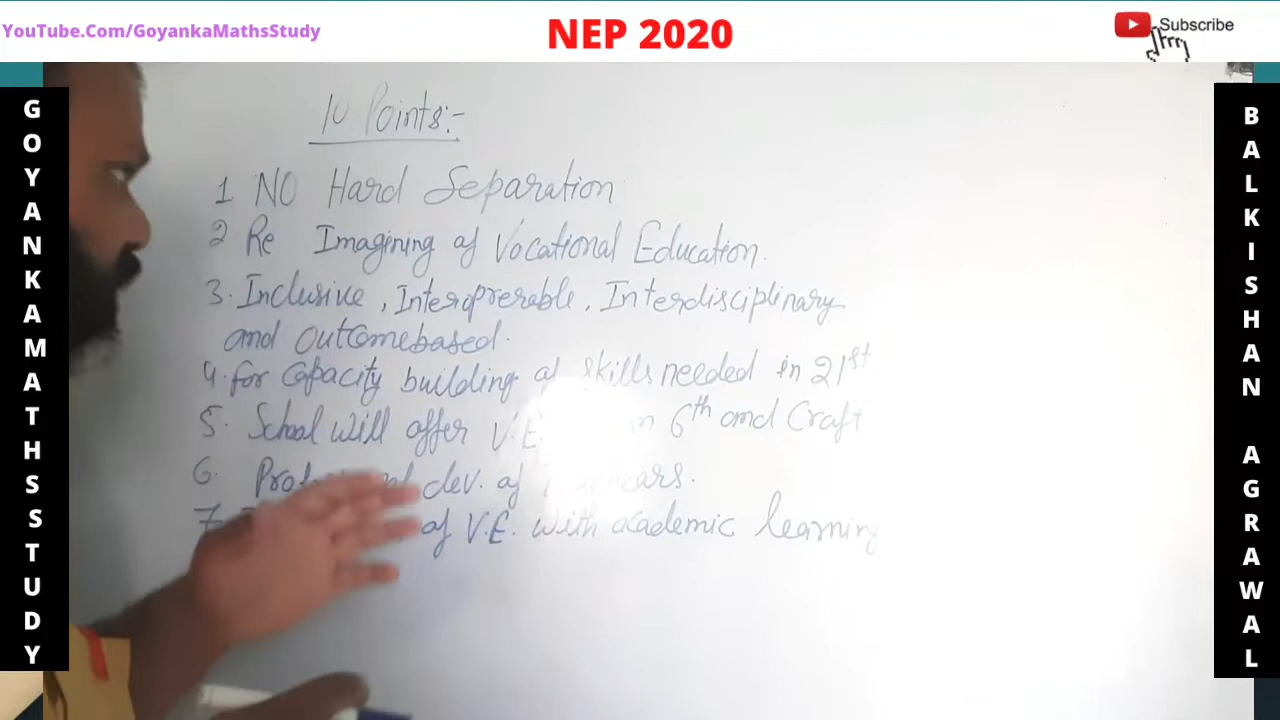 YouTube.Com/GoyankaMathsStudy
NEP 2020
Subscribe
GOYANKAMATHSSTUDY
BALKISHAN AGRAWAL
10 Points:-
1 NO Hard Separation
2 Re Imagining of Vocational Education.
3. Inclusive, Interoprerable, Interdisciplinary
and outcomebased.
4. for capacity building of skills needed in 21st
5. School will offer V.E. 6th and Craft
6. dev. of
7. of V.E. with academic learning